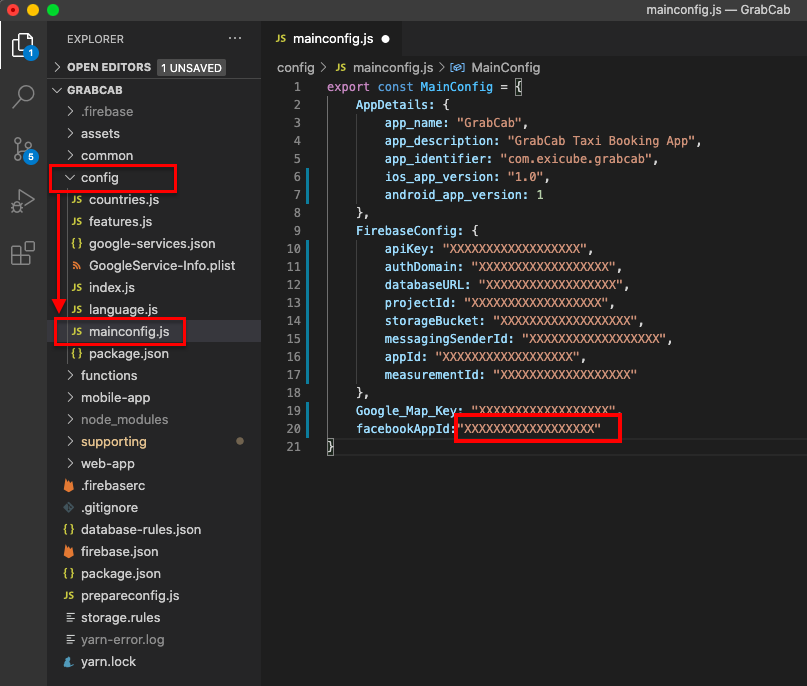 mainconfig.js — GrabCab
EXPLORER
OPEN EDITORS 1 UNSAVED
GRABCAB
.firebase
assets
common
config
JS countries.js
JS features.js
{} google-services.json
GoogleService-Info.plist
JS index.js
JS language.js
JS mainconfig.js
{} package.json
functions
mobile-app
node_modules
supporting
web-app
.firebaserc
.gitignore
{} database-rules.json
firebase.json
{} package.json
JS prepareconfig.js
storage.rules
yarn-error.log
yarn.lock
1
5
JS mainconfig.js
config > JS mainconfig.js > MainConfig
1 export const MainConfig = {
2 AppDetails: {
3 app_name: "GrabCab",
4 app_description: "GrabCab Taxi Booking App",
5 app_identifier: "com.exicube.grabcab",
6 ios_app_version: "1.0",
7 android_app_version: 1
8 },
9 FirebaseConfig: {
10 apiKey: "XXXXXXXXXXXXXXXXXX",
11 authDomain: "XXXXXXXXXXXXXXXXXX",
12 databaseURL: "XXXXXXXXXXXXXXXXXX",
13 projectId: "XXXXXXXXXXXXXXXXXX",
14 storageBucket: "XXXXXXXXXXXXXXXXXX",
15 messagingSenderId: "XXXXXXXXXXXXXXXXXX",
16 appId: "XXXXXXXXXXXXXXXXXX",
17 measurementId: "XXXXXXXXXXXXXXXXXX"
18 },
19 Google_Map_Key: "XXXXXXXXXXXXXXXXXX",
20 facebookAppId:"XXXXXXXXXXXXXXXXXX"
21 }